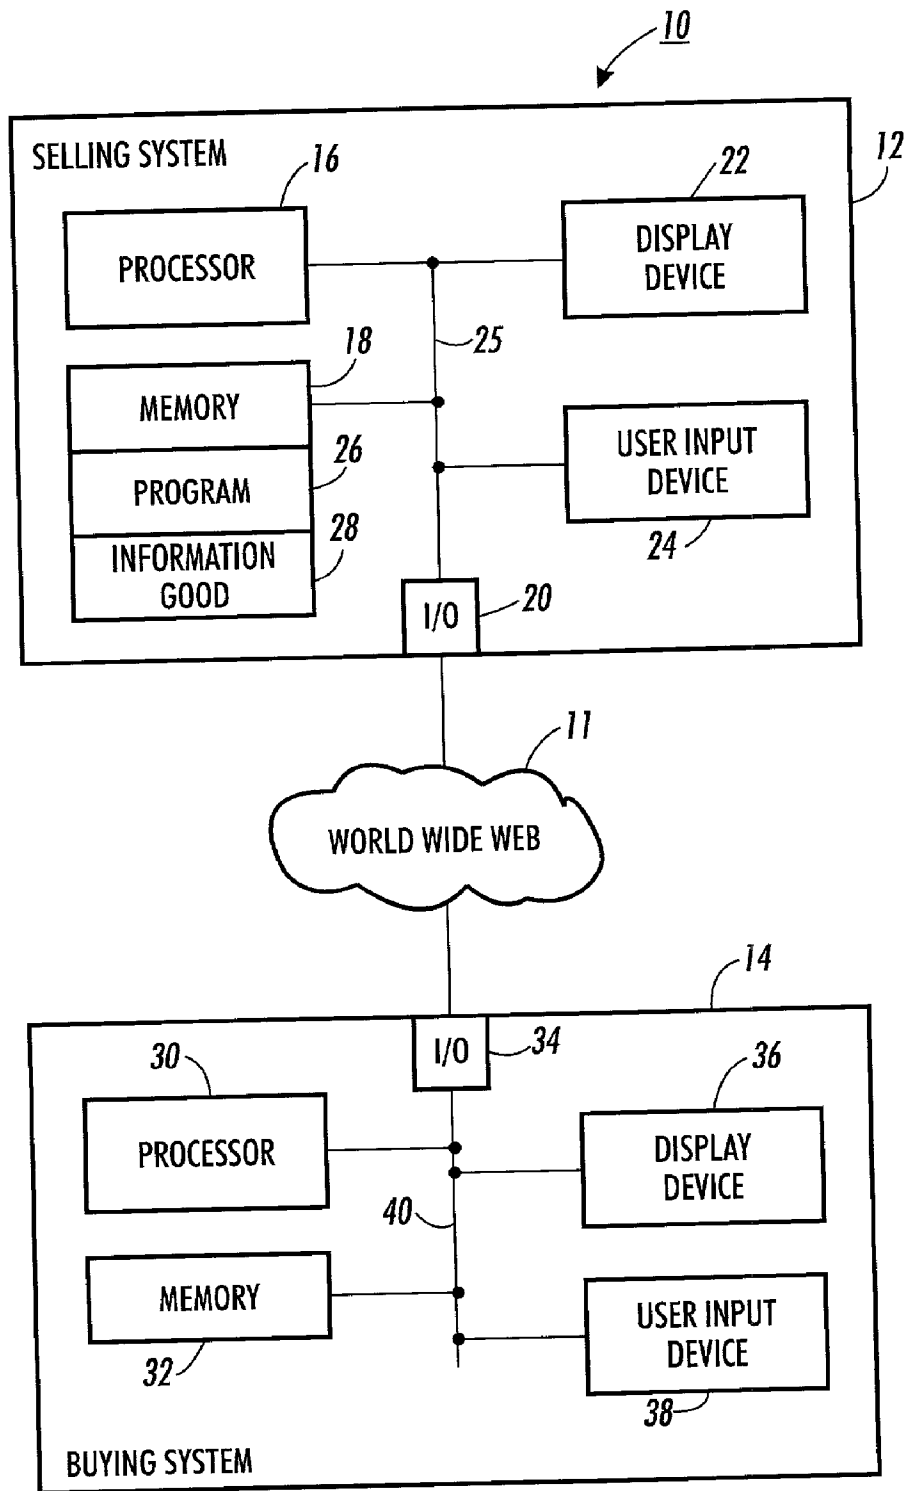 10
SELLING SYSTEM
12
16
22
PROCESSOR
DISPLAY
DEVICE
25
18
MEMORY
26
USER INPUT
DEVICE
PROGRAM
28
24
INFORMATION
GOOD
I/O
20
11
WORLD WIDE WEB
14
I/O
34
30
36
PROCESSOR
DISPLAY
DEVICE
40
MEMORY
USER INPUT
DEVICE
32
38
BUYING SYSTEM